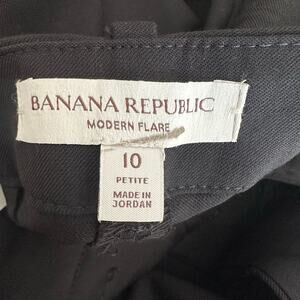 BANANA REPUBLIC
MODERN FLARE
10
PETITE
MADE IN
JORDAN